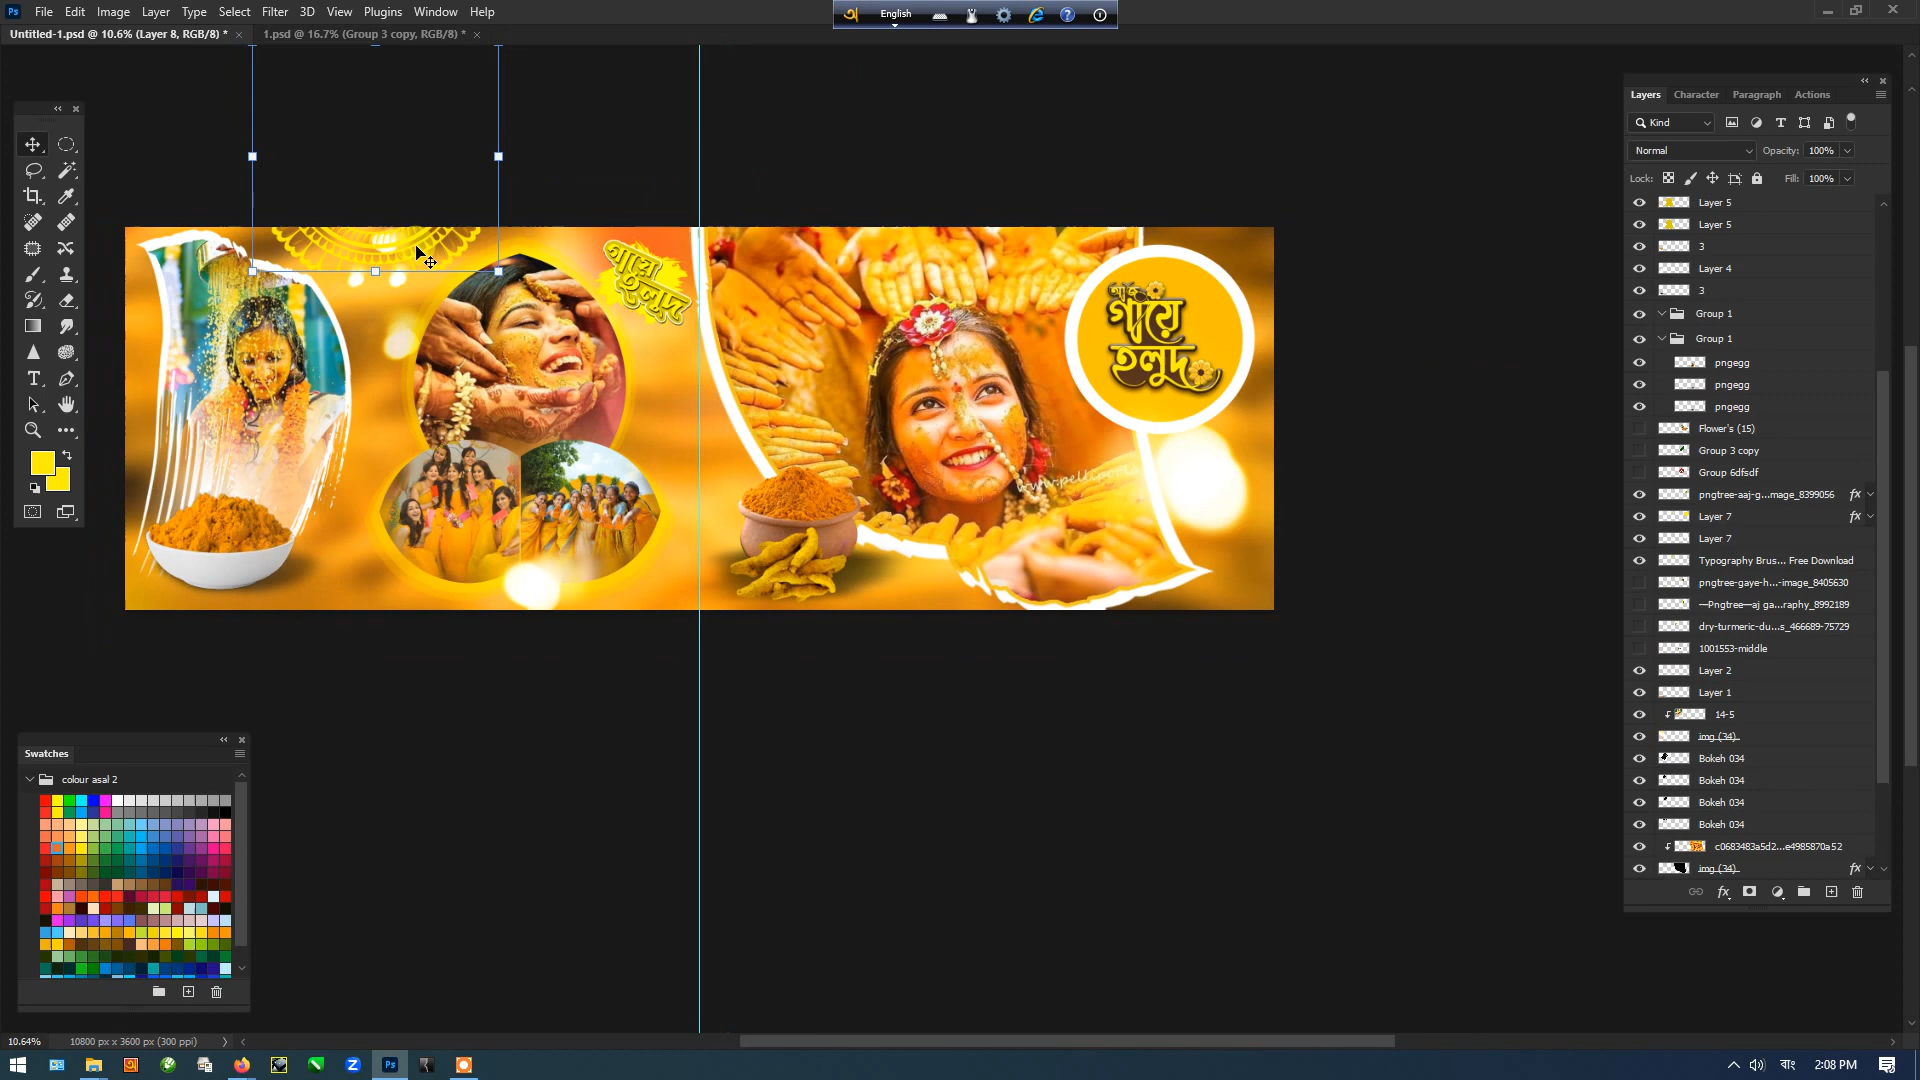 File Edit Image Layer Type Select Filter 3D View Plugins Window Help
English
Untitled-1.psd @ 10.6% (Layer 8, RGB/8) *
1.psd @ 16.7% (Group 3 copy, RGB/8) *
Layers Character Paragraph Actions
Kind
Normal Opacity: 100%
Lock: Fill: 100%
Layer 5
Layer 5
3
Layer 4
3
Group 1
Group 1
pngegg
pngegg
pngegg
Flower's (15)
Group 3 copy
Group 6dfsdf
pngtree-aaj-g...mage_8399056 fx
Layer 7 fx
Layer 7
Typography Brus... Free Download
pngtree-gaye-h...-image_8405630
—Pngtree—aj ga...raphy_8992189
dry-turmeric-du...s_466689-75729
1001553-middle
Layer 2
Layer 1
14-5
img (34)
Bokeh 034
Bokeh 034
Bokeh 034
Bokeh 034
c0683483a5d2...e4985870a52
img (34) fx
গায়ে
হলুদ
আজ
গায়ে
হলুদ
Swatches
colour asal 2
10.64% 10800 px x 3600 px (300 ppi)
Ps
বাং
2:08 PM